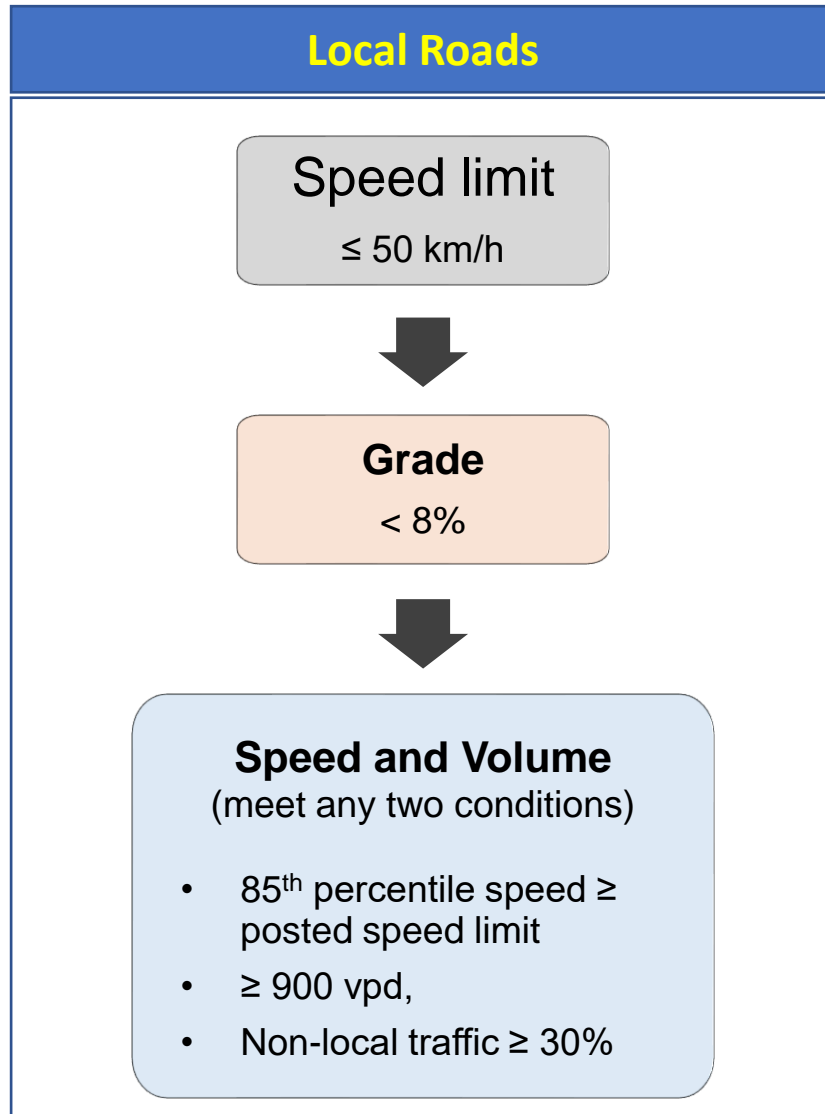 Local Roads
Speed limit
≤ 50 km/h
Grade
< 8%
Speed and Volume
(meet any two conditions)
• 85th percentile speed ≥
posted speed limit
• ≥ 900 vpd,
• Non-local traffic ≥ 30%